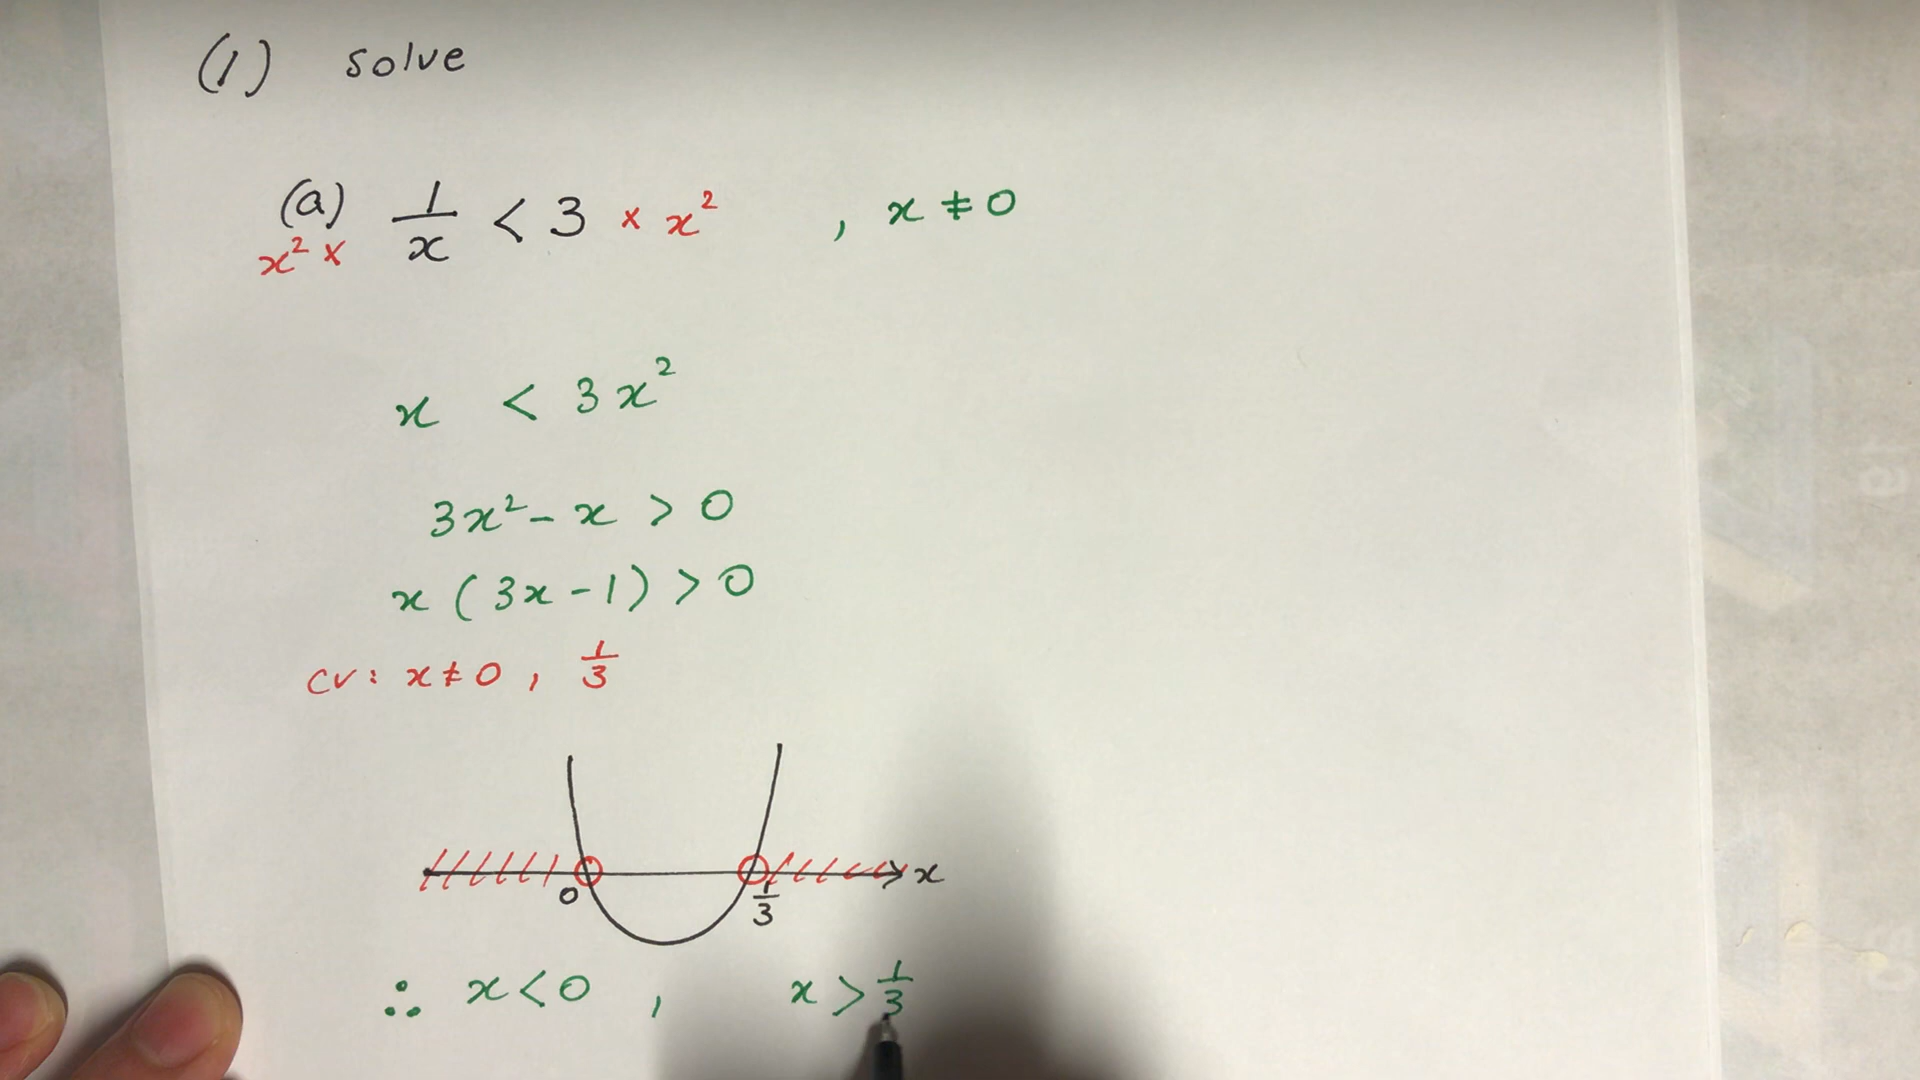 (1) solve
(a) 1/x < 3 × x² , x ≠ 0
x² ×
x < 3x²
3x² - x > 0
x (3x - 1) > 0
CV: x ≠ 0 , 1/3
x
0 1/3
∴ x < 0 , x > 1/3